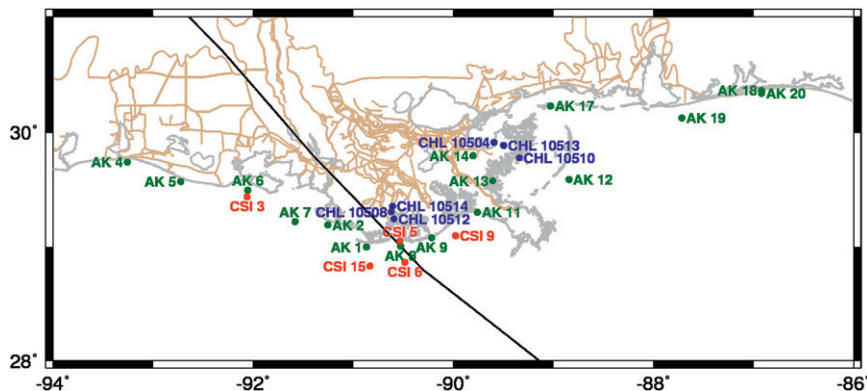 AK 18
AK 20
AK 17
AK 19
30°
CHL 10504
CHL 10513
AK 14
CHL 10510
AK 4
AK 5
AK 6
AK 13
AK 12
CSI 3
AK 7
CHL 10508
CHL 10514
AK 11
AK 2
CHL 10512
CSI 5
CSI 9
AK 1
AK 8
AK 9
CSI 15
CSI 6
28°
-94°
-92°
-90°
-88°
-86°